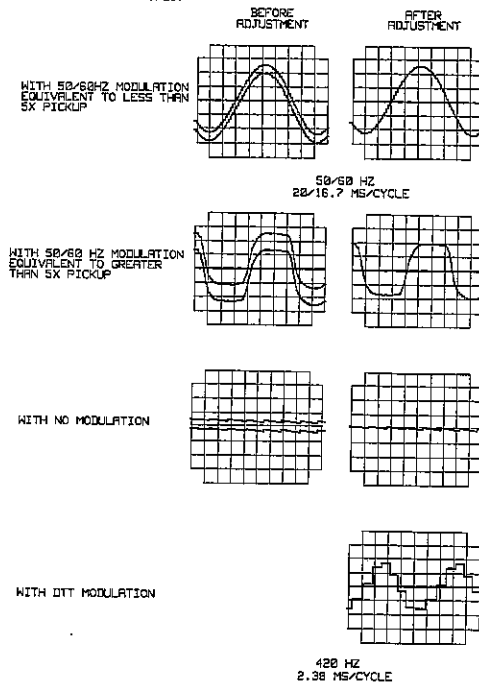 BEFORE
ADJUSTMENT
AFTER
ADJUSTMENT
WITH 50/60HZ MODULATION
EQUIVALENT TO LESS THAN
5X PICKUP
50/60 HZ
20/16.7 MS/CYCLE
WITH 50/60 HZ MODULATION
EQUIVALENT TO GREATER
THAN 5X PICKUP
WITH NO MODULATION
WITH DTT MODULATION
420 HZ
2.38 MS/CYCLE